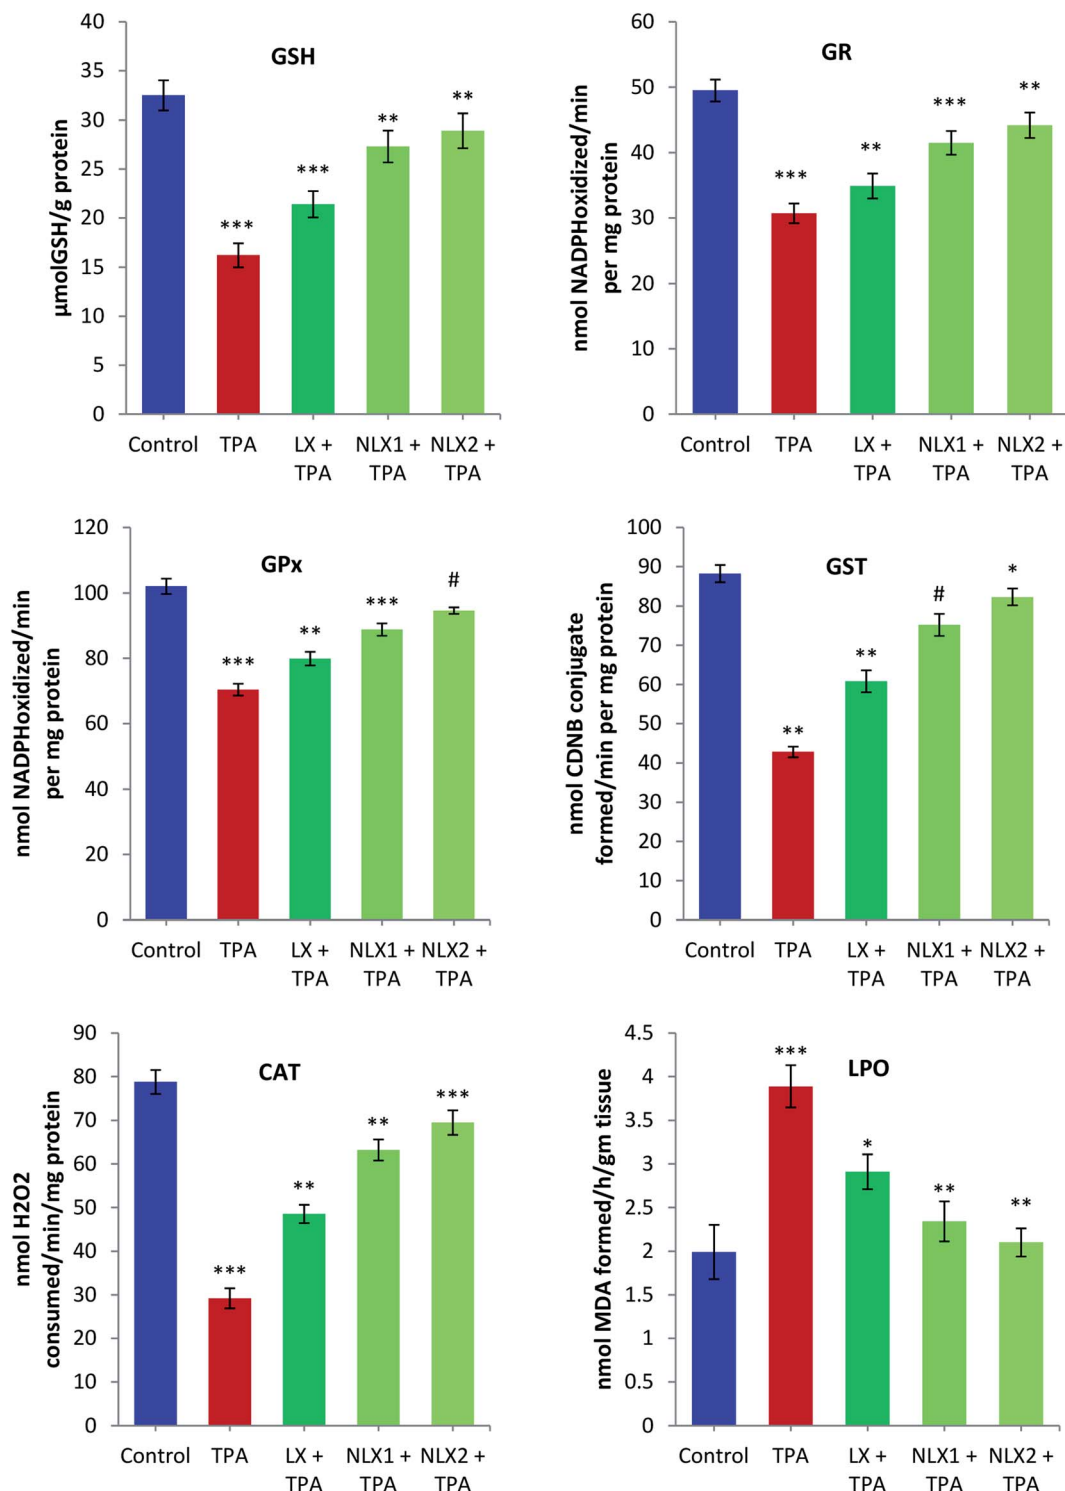 GSH
µmolGSH/g protein
40
35
30
25
20
15
10
5
0
***
***
**
**
Control TPA LX + NLX1 + NLX2 +
TPA TPA TPA
GR
nmol NADPHoxidized/min
per mg protein
60
50
40
30
20
10
0
***
**
***
**
Control TPA LX + NLX1 + NLX2 +
TPA TPA TPA
GPx
nmol NADPHoxidized/min
per mg protein
120
100
80
60
40
20
0
***
**
***
#
Control TPA LX + NLX1 + NLX2 +
TPA TPA TPA
GST
nmol CDNB conjugate
formed/min per mg protein
100
90
80
70
60
50
40
30
20
10
0
**
**
#
*
Control TPA LX + NLX1 + NLX2 +
TPA TPA TPA
CAT
nmol H2O2
consumed/min/mg protein
90
80
70
60
50
40
30
20
10
0
***
**
**
***
Control TPA LX + NLX1 + NLX2 +
TPA TPA TPA
LPO
nmol MDA formed/h/gm tissue
4.5
4
3.5
3
2.5
2
1.5
1
0.5
0
***
*
**
**
Control TPA LX + NLX1 + NLX2 +
TPA TPA TPA